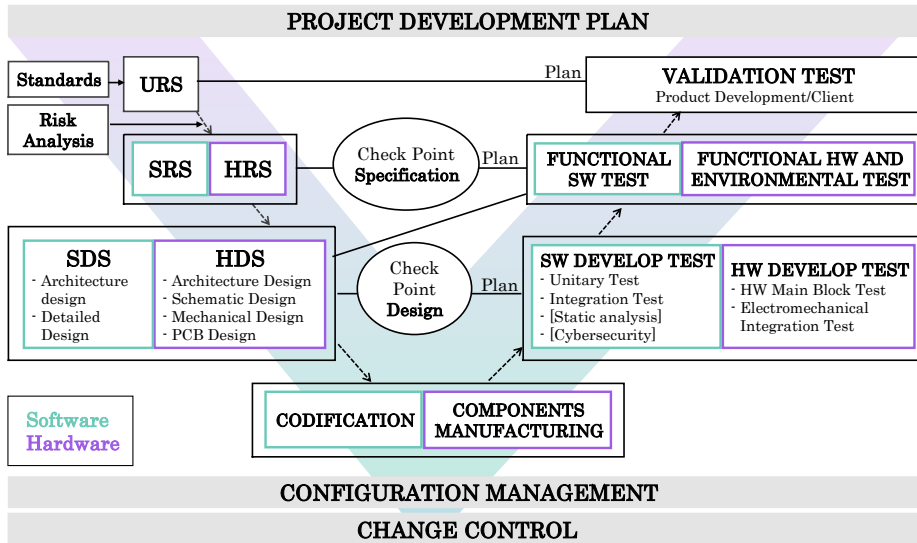 PROJECT DEVELOPMENT PLAN
Standards
URS
Plan
VALIDATION TEST
Product Development/Client
Risk
Analysis
SRS
HRS
Check Point
Specification
Plan
FUNCTIONAL
SW TEST
FUNCTIONAL HW AND
ENVIRONMENTAL TEST
SDS
- Architecture
design
- Detailed
Design
HDS
- Architecture Design
- Schematic Design
- Mechanical Design
- PCB Design
Check
Point
Design
Plan
SW DEVELOP TEST
- Unitary Test
- Integration Test
- [Static analysis]
- [Cybersecurity]
HW DEVELOP TEST
- HW Main Block Test
- Electromechanical
Integration Test
CODIFICATION
COMPONENTS
MANUFACTURING
Software
Hardware
CONFIGURATION MANAGEMENT
CHANGE CONTROL